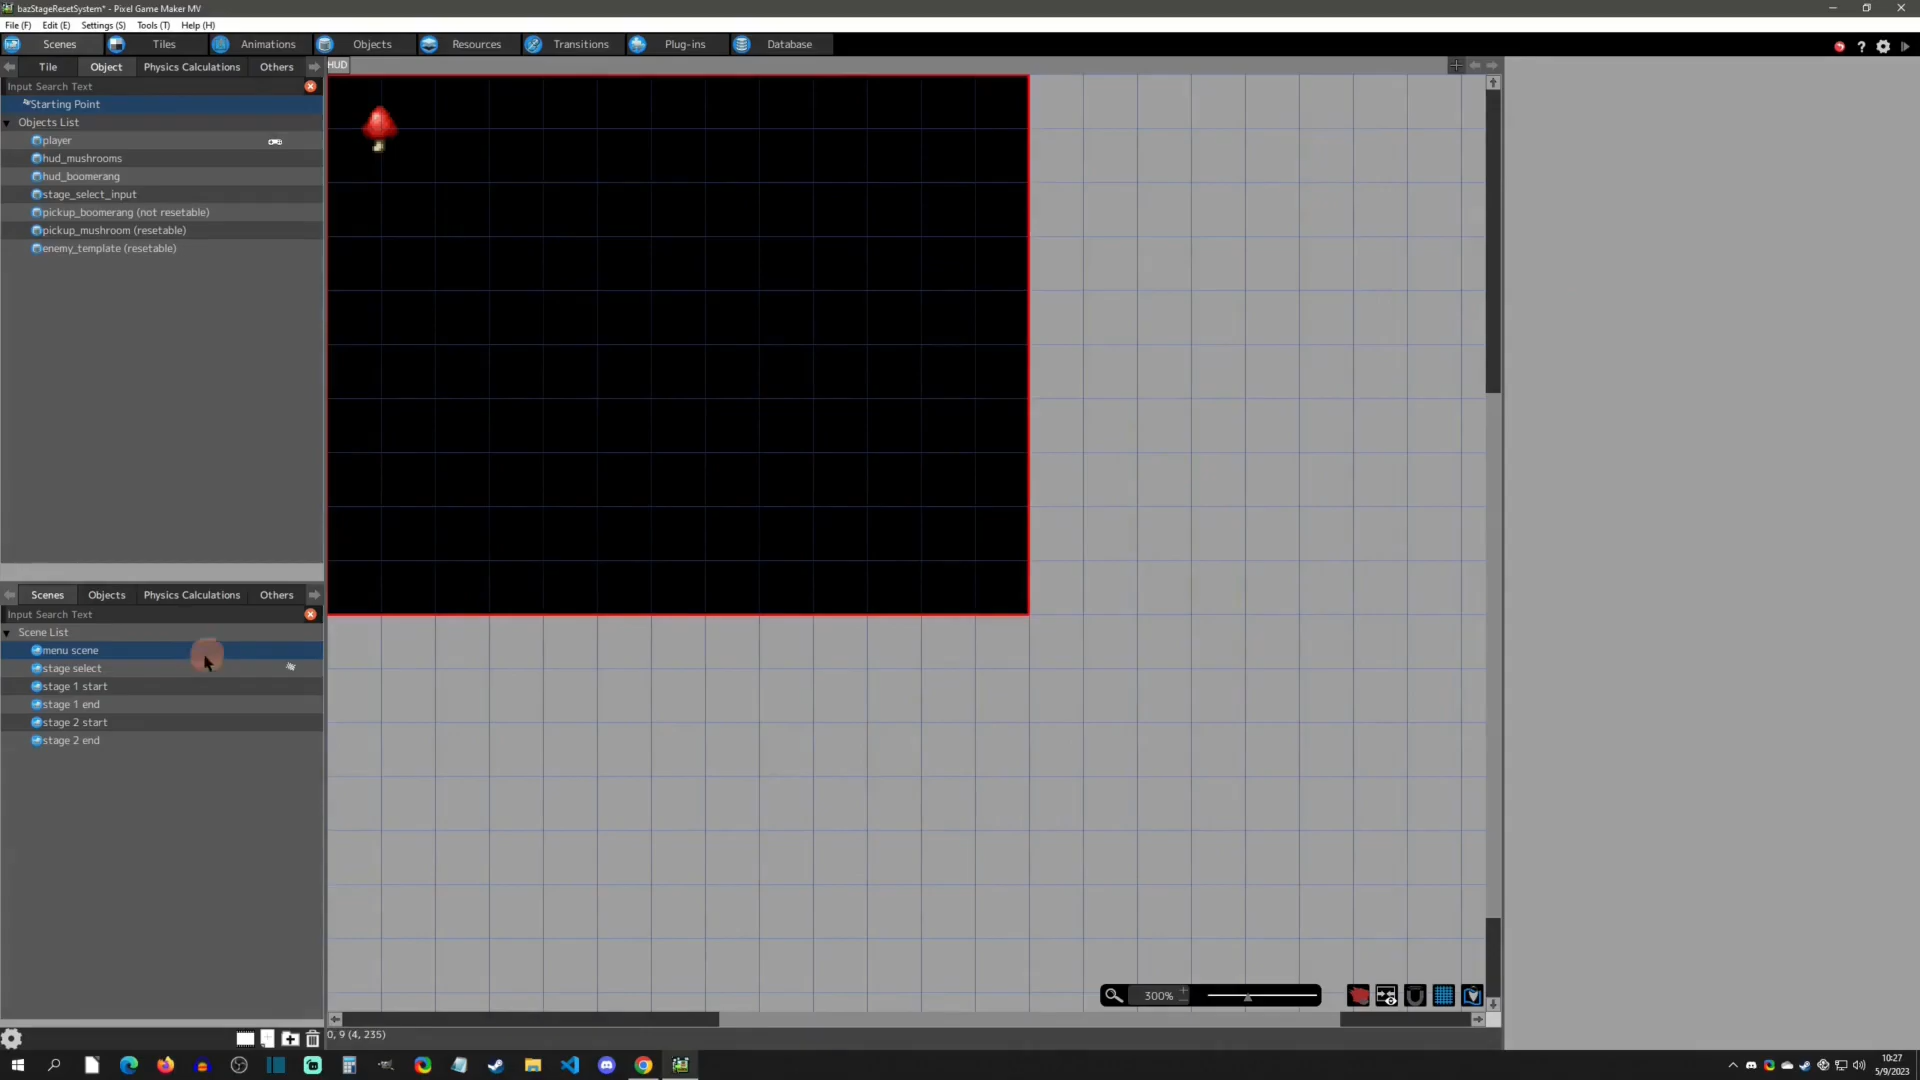 bazStageResetSystem* - Pixel Game Maker MV
File (F) Edit (E) Settings (S) Tools (T) Help (H)
Scenes Tiles Animations Objects Resources Transitions Plug-ins Database
Tile Object Physics Calculations Others
HUD
Input Search Text
Starting Point
Objects List
player
hud_mushrooms
hud_boomerang
stage_select_input
pickup_boomerang (not resetable)
pickup_mushroom (resetable)
enemy_template (resetable)
Scenes Objects Physics Calculations Others
Input Search Text
Scene List
menu scene
stage select
stage 1 start
stage 1 end
stage 2 start
stage 2 end
300%
0, 9 (4, 235)
10:27
5/9/2023